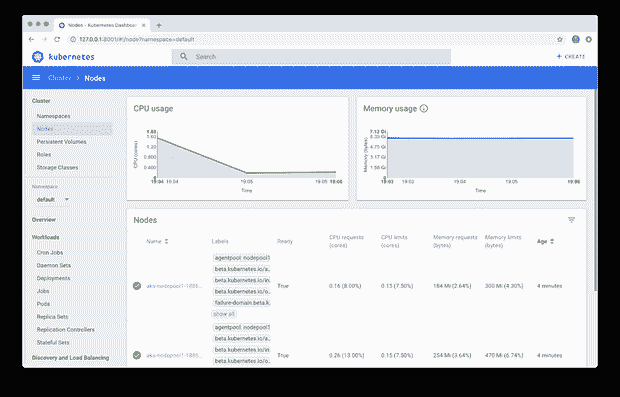 Nodes - Kubernetes Dashboard
127.0.0.1:8001/#!/node?namespace=default
kubernetes
Search
+ CREATE
Cluster > Nodes
Cluster
Namespaces
Nodes
Persistent Volumes
Roles
Storage Classes
Namespace
default
Overview
Workloads
Cron Jobs
Daemon Sets
Deployments
Jobs
Pods
Replica Sets
Replication Controllers
Stateful Sets
Discovery and Load Balancing
CPU usage
CPU (cores)
1.60
1.20
0.800
0.400
0
19:04 19:04 19:05 19:05 19:06
Time
Memory usage
Memory (bytes)
7.12 Gi
6.33 Gi
4.75 Gi
0
19:03 19:03 19:05 19:06
Time
Nodes
Name Labels Ready CPU requests (cores) CPU limits (cores) Memory requests (bytes) Memory limits (bytes) Age
agentpool: nodepool1
beta.kubernetes.io/a..
beta.kubernetes.io/in..
beta.kubernetes.io/o..
failure-domain.beta.k..
show all
aks-nodepool1-1886... True 0.16 (8.00%) 0.15 (7.50%) 184 Mi (2.64%) 300 Mi (4.30%) 4 minutes
agentpool: nodepool1
beta.kubernetes.io/a..
beta.kubernetes.io/in..
beta.kubernetes.io/o..
aks-nodepool1-1886... True 0.26 (13.00%) 0.15 (7.50%) 254 Mi (3.64%) 470 Mi (6.74%) 4 minutes